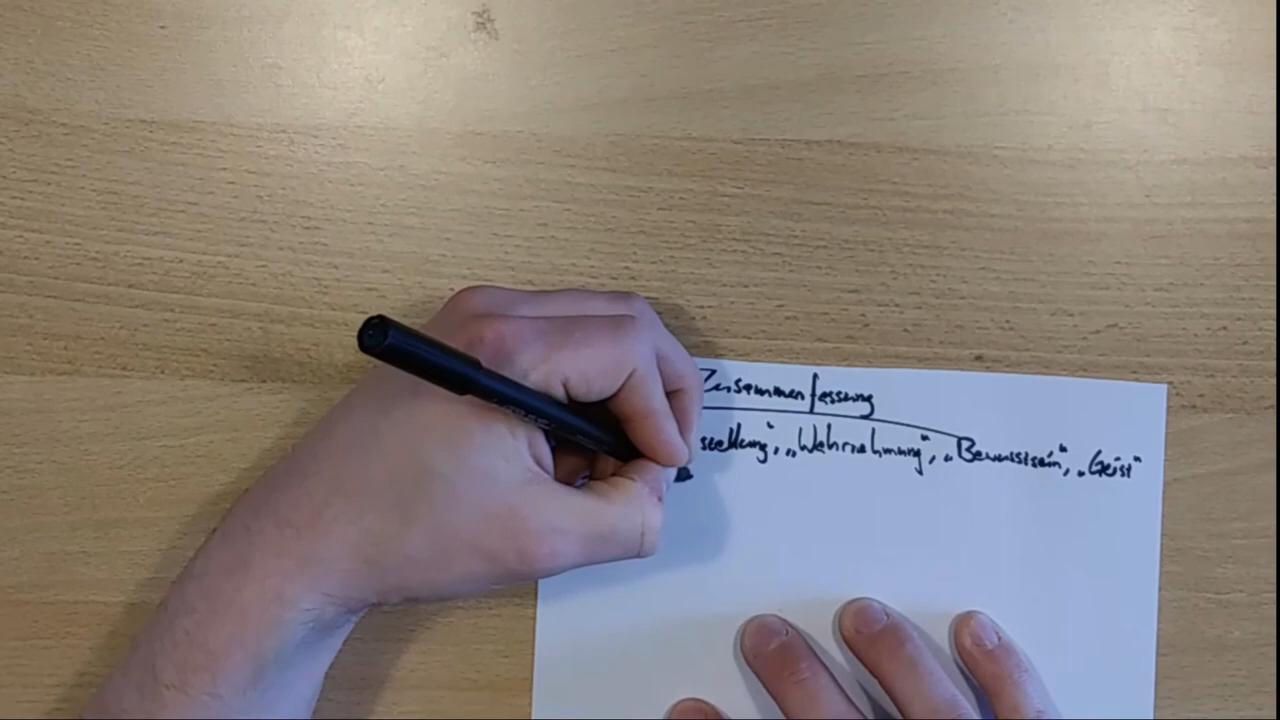 Zusammenfassung
stellung", „Wahrnehmung", „Bewusstsein", „Geist"